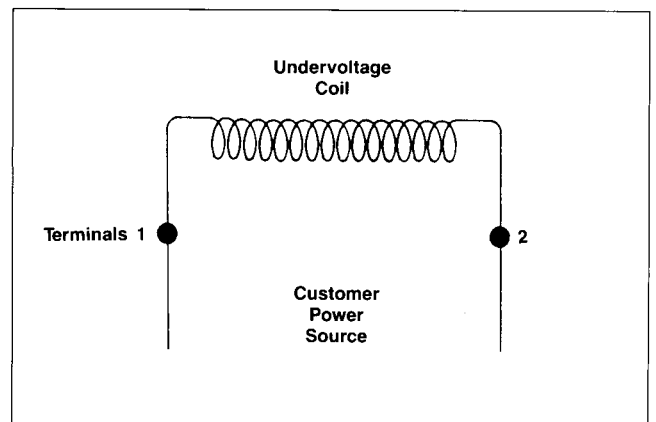 Undervoltage
Coil
Terminals 1
2
Customer
Power
Source